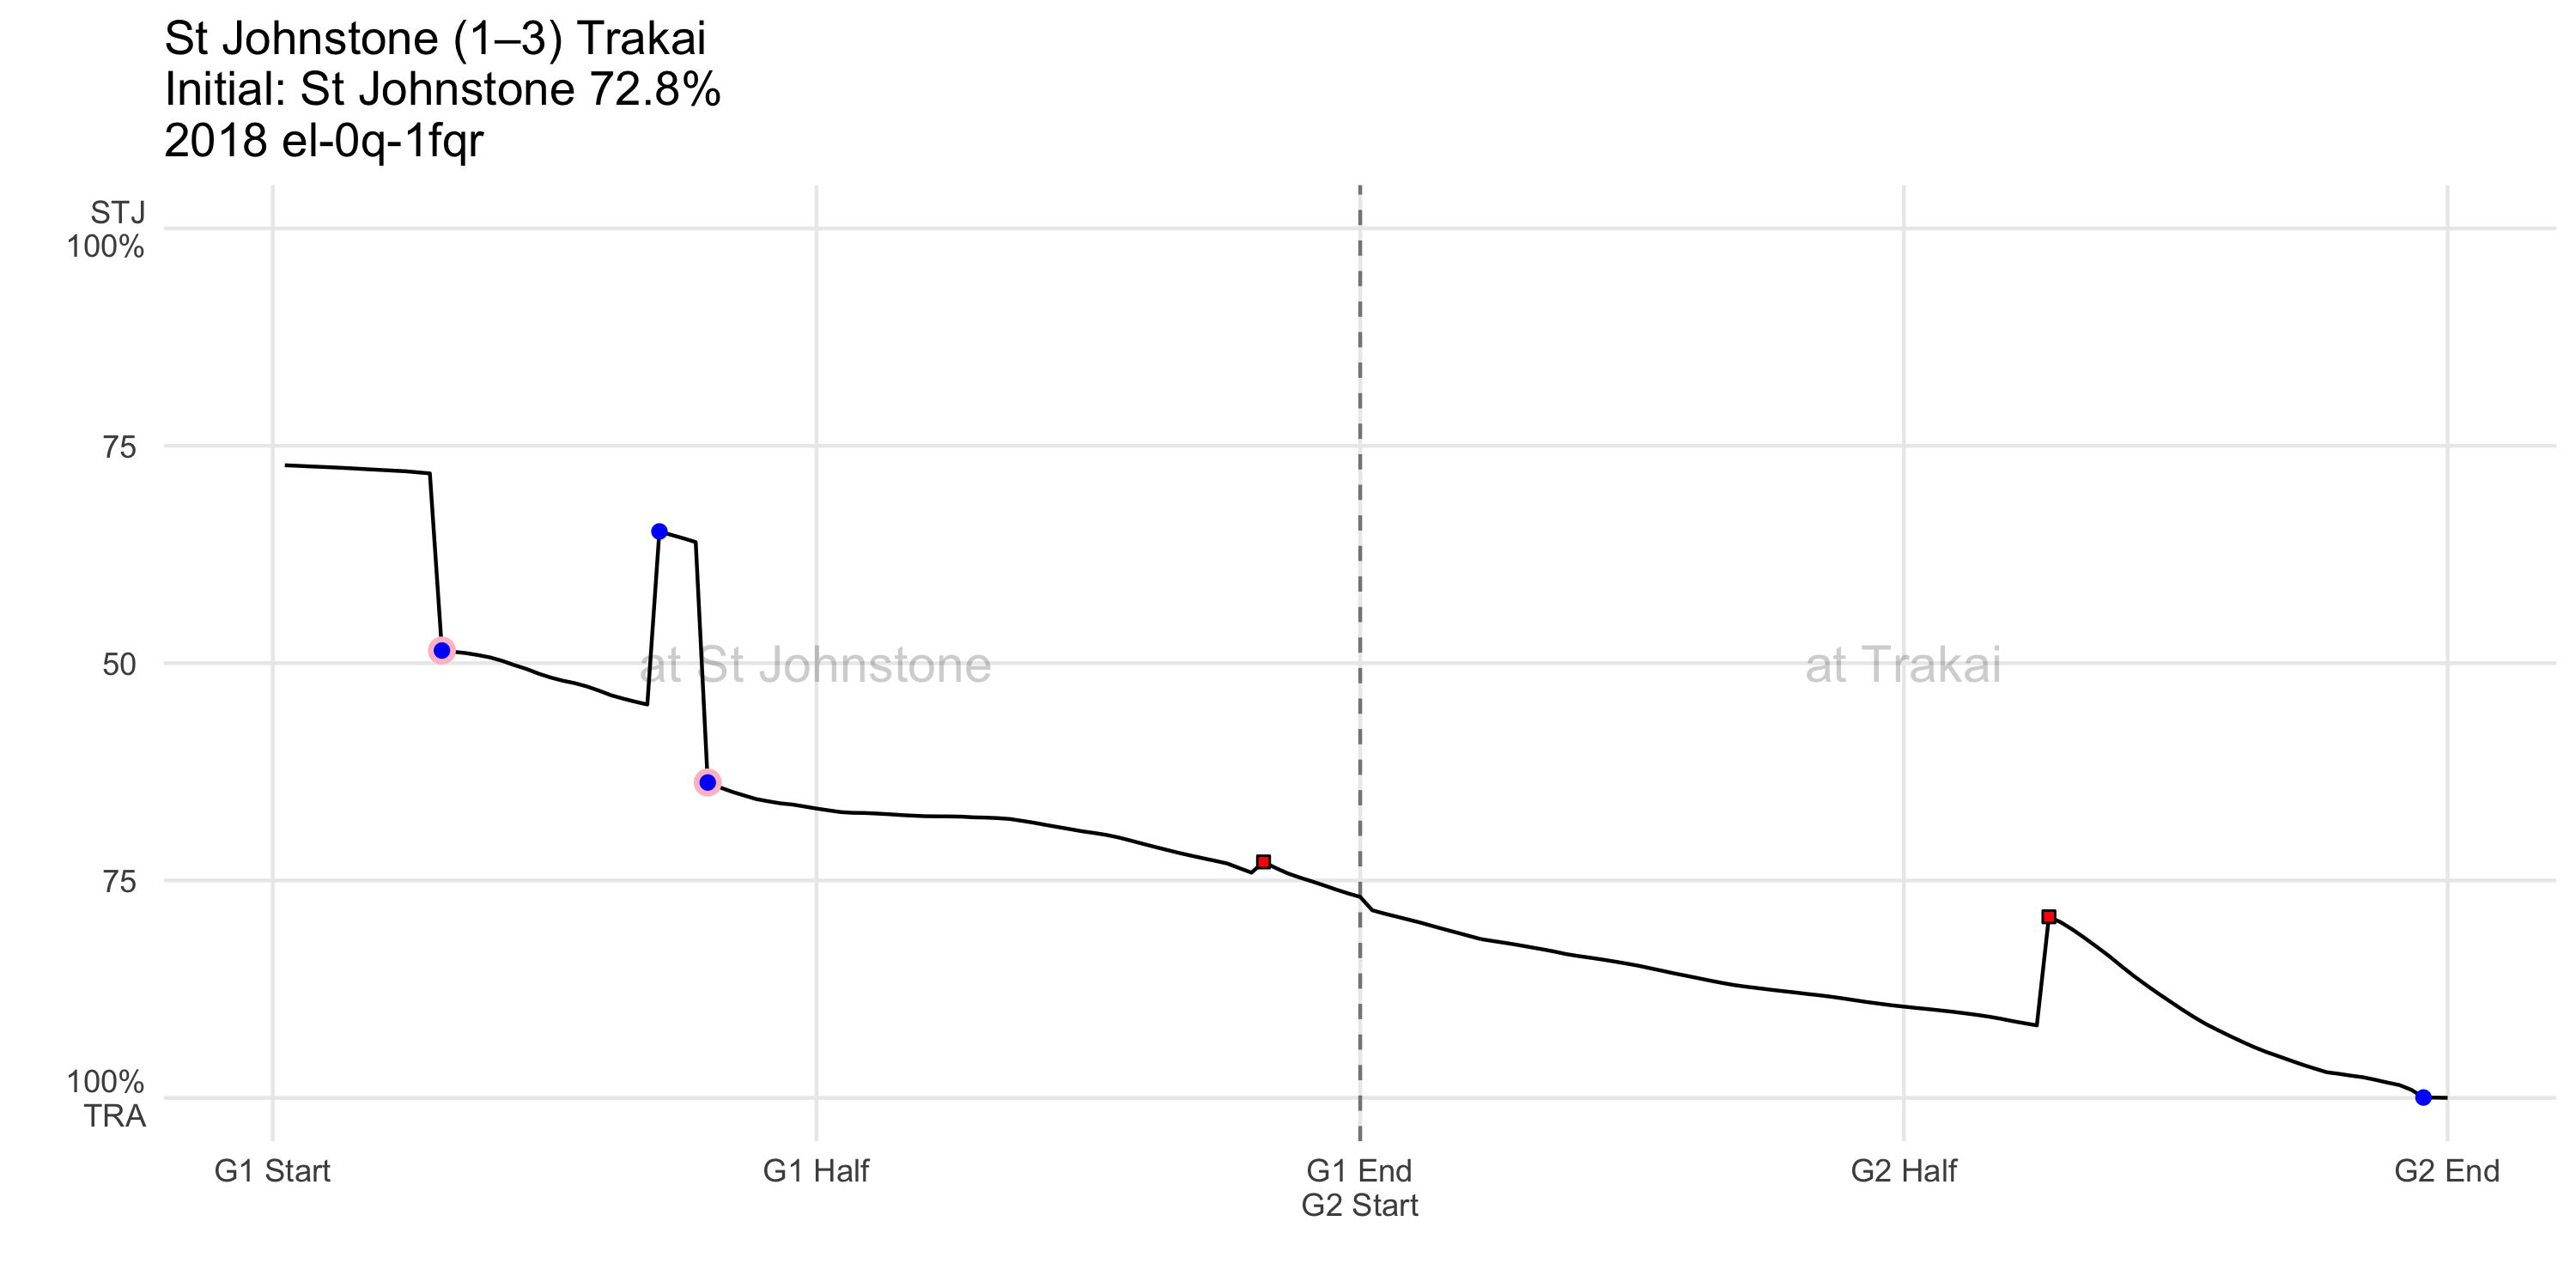 St Johnstone (1–3) Trakai
Initial: St Johnstone 72.8%
2018 el-0q-1fqr
STJ
100%
75
50
75
100%
TRA
at St Johnstone
at Trakai
G1 Start
G1 Half
G1 End
G2 Start
G2 Half
G2 End